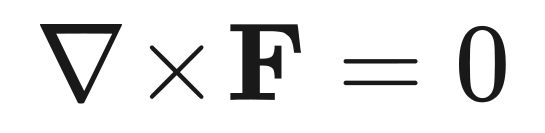 ∇ × 𝐅 = 0